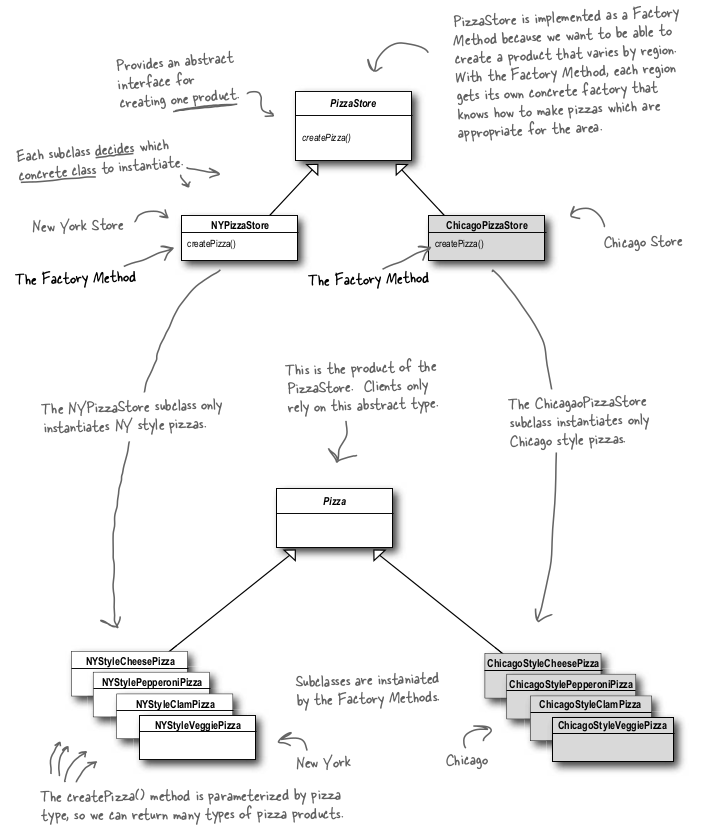 PizzaStore is implemented as a Factory
Method because we want to be able to
create a product that varies by region.
With the Factory Method, each region
gets its own concrete factory that
knows how to make pizzas which are
appropriate for the area.
Provides an abstract
interface for
creating one product.
PizzaStore
createPizza()
Each subclass decides which
concrete class to instantiate.
New York Store
NYPizzaStore
createPizza()
ChicagoPizzaStore
createPizza()
Chicago Store
The Factory Method
The Factory Method
This is the product of the
PizzaStore. Clients only
rely on this abstract type.
The NYPizzaStore subclass only
instantiates NY style pizzas.
The ChicagaoPizzaStore
subclass instantiates only
Chicago style pizzas.
Pizza
NYStyleCheesePizza
NYStylePepperoniPizza
NYStyleClamPizza
NYStyleVeggiePizza
Subclasses are instaniated
by the Factory Methods.
ChicagoStyleCheesePizza
ChicagoStylePepperoniPizza
ChicagoStyleClamPizza
ChicagoStyleVeggiePizza
New York
Chicago
The createPizza() method is parameterized by pizza
type, so we can return many types of pizza products.